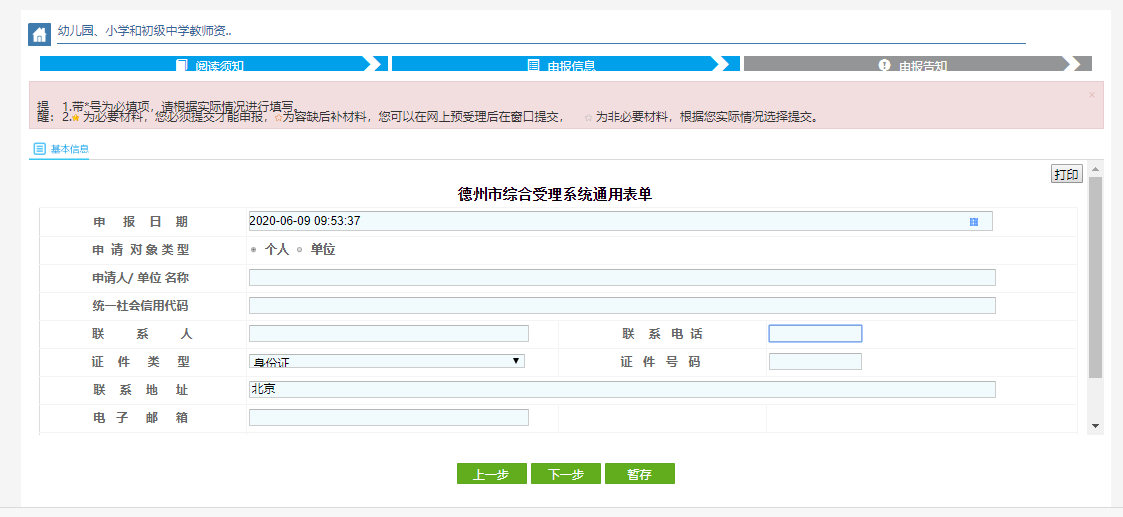 幼儿园、小学和初级中学教师资..
阅读须知 申报信息 申报告知
提醒： 1.带*号为必填项，请根据实际情况进行填写。
2.为必要材料，您必须提交才能申报，为容缺后补材料，您可以在网上预受理后在窗口提交， 为非必要材料，根据您实际情况选择提交。
×
基本信息
打印
德州市综合受理系统通用表单
申报日期 2020-06-09 09:53:37
申请对象类型 个人 单位
申请人/单位名称
统一社会信用代码
联系人 联系电话
证件类型 身份证 证件号码
联系地址 北京
电子邮箱
上一步 下一步 暂存